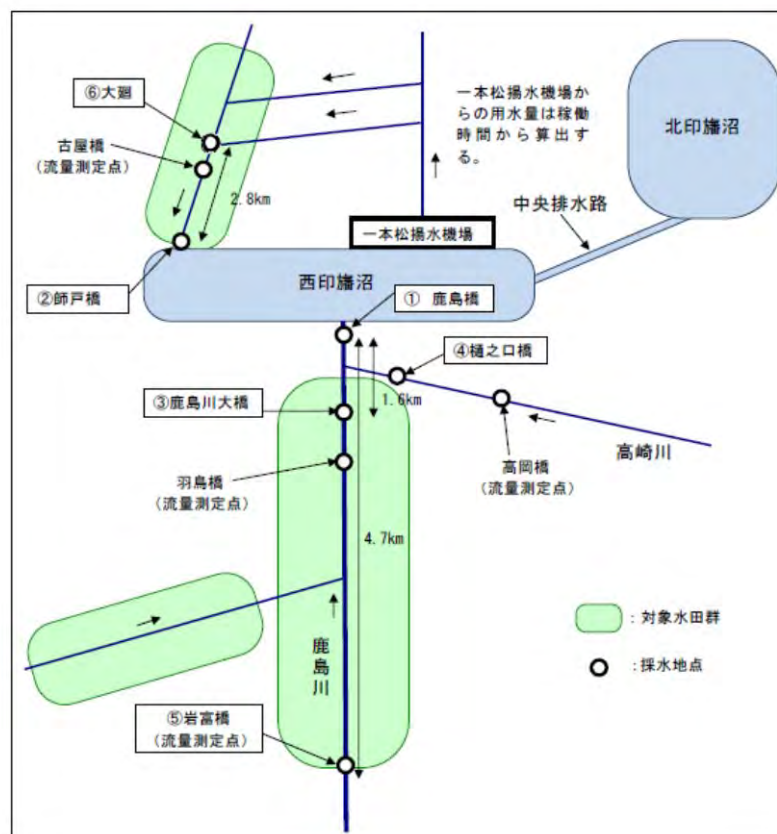 ⑥大廻
古屋橋
(流量測定点)
2.8km
一本松揚水機場か
らの用水量は稼働
時間から算出す
る。
北印旛沼
中央排水路
一本松揚水機場
②師戸橋
西印旛沼
① 鹿島橋
④樋之口橋
③鹿島川大橋
1.6km
羽島橋
(流量測定点)
高岡橋
(流量測定点)
高崎川
4.7km
鹿島川
:対象水田群
:採水地点
⑤岩富橋
(流量測定点)